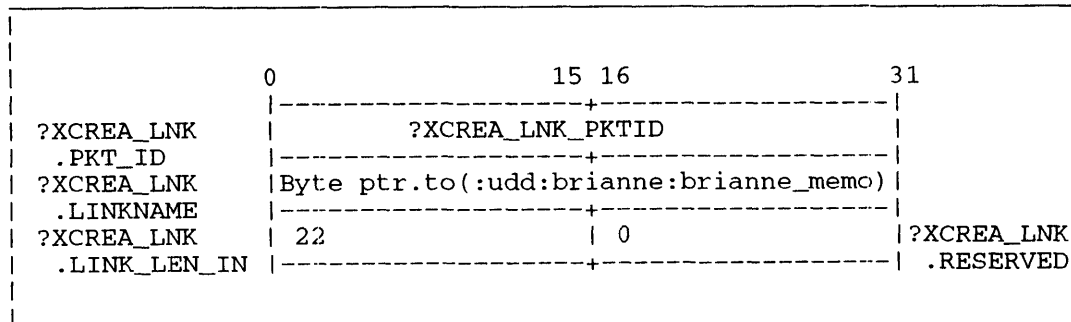 0 15 16 31
|-------------------+------------------|
?XCREA_LNK | ?XCREA_LNK_PKTID |
.PKT_ID |-------------------+------------------|
?XCREA_LNK |Byte ptr.to(:udd:brianne:brianne_memo)|
.LINKNAME |-------------------+------------------|
?XCREA_LNK | 22 | 0 |?XCREA_LNK
.LINK_LEN_IN |-------------------+------------------| .RESERVED